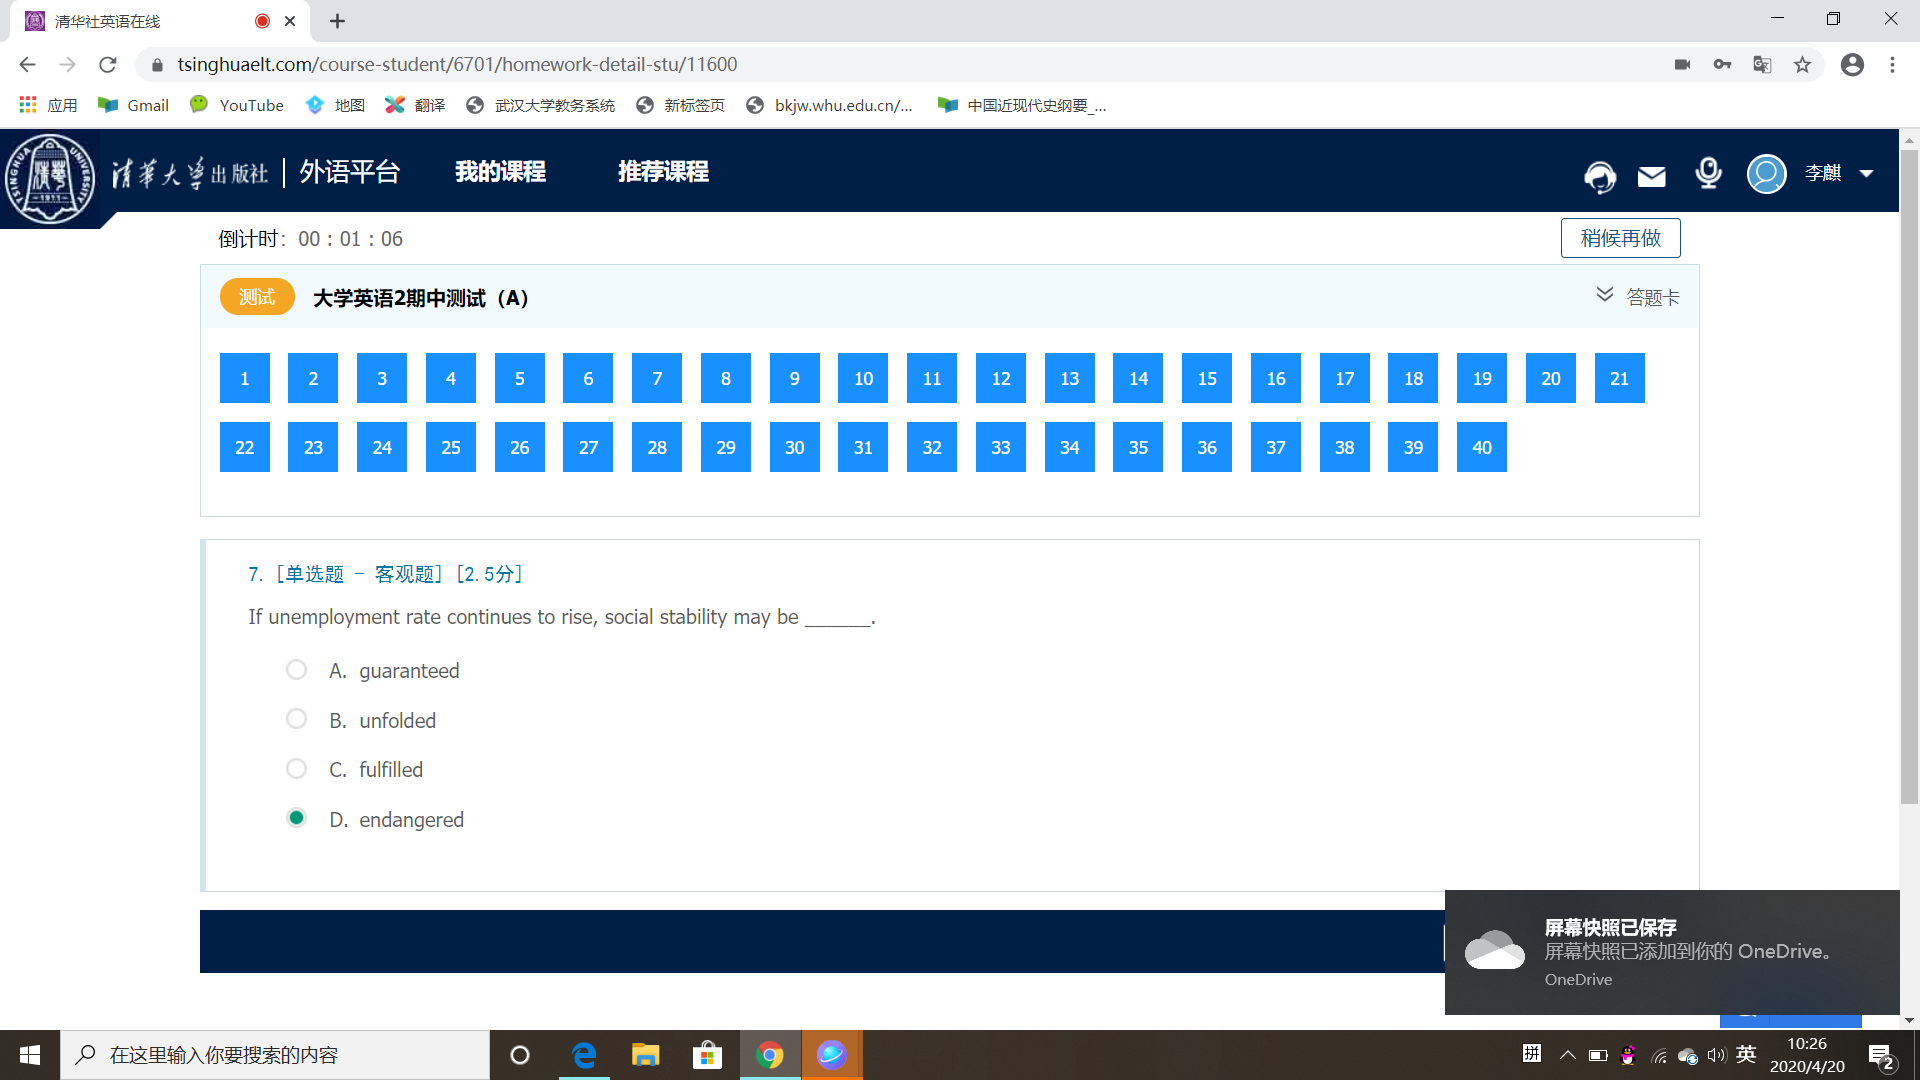 清华社英语在线
tsinghuaelt.com/course-student/6701/homework-detail-stu/11600
应用 Gmail YouTube 地图 翻译 武汉大学教务系统 新标签页 bkjw.whu.edu.cn/... 中国近现代史纲要_...
清华大学出版社 外语平台 我的课程 推荐课程 李麒
倒计时: 00 : 01 : 06 稍候再做
测试 大学英语2期中测试（A） 答题卡
1 2 3 4 5 6 7 8 9 10 11 12 13 14 15 16 17 18 19 20 21
22 23 24 25 26 27 28 29 30 31 32 33 34 35 36 37 38 39 40
7. [单选题 - 客观题] [2.5分]
If unemployment rate continues to rise, social stability may be ______.
A. guaranteed
B. unfolded
C. fulfilled
D. endangered
屏幕快照已保存
屏幕快照已添加到你的 OneDrive。
OneDrive
在这里输入你要搜索的内容
拼 英 10:26
2020/4/20 2